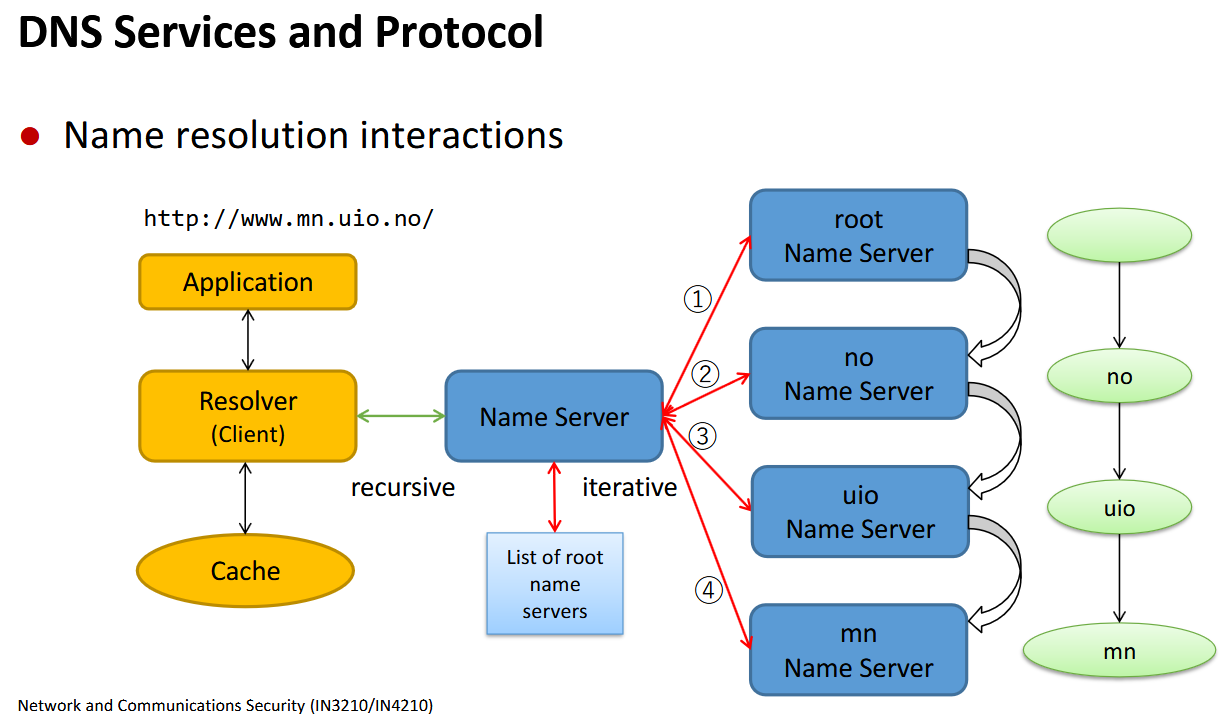 DNS Services and Protocol
● Name resolution interactions
http://www.mn.uio.no/
Application
Resolver
(Client)
Cache
recursive
Name Server
iterative
List of root
name
servers
①
②
③
④
root
Name Server
no
Name Server
uio
Name Server
mn
Name Server
no
uio
mn
Network and Communications Security (IN3210/IN4210)